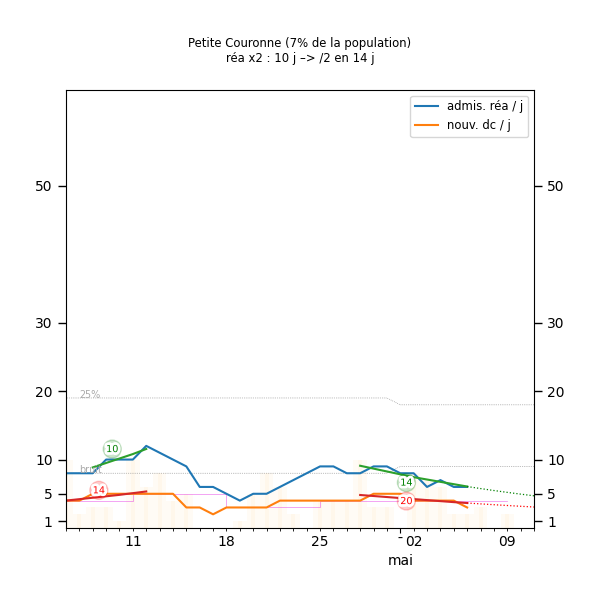 Petite Couronne (7% de la population)
réa x2 : 10 j –> /2 en 14 j
admis. réa / j
nouv. dc / j
50 50
30 30
25%
20 20
10
10 10
14
14
5 5
20
1 1
11 18 25 02 09
mai